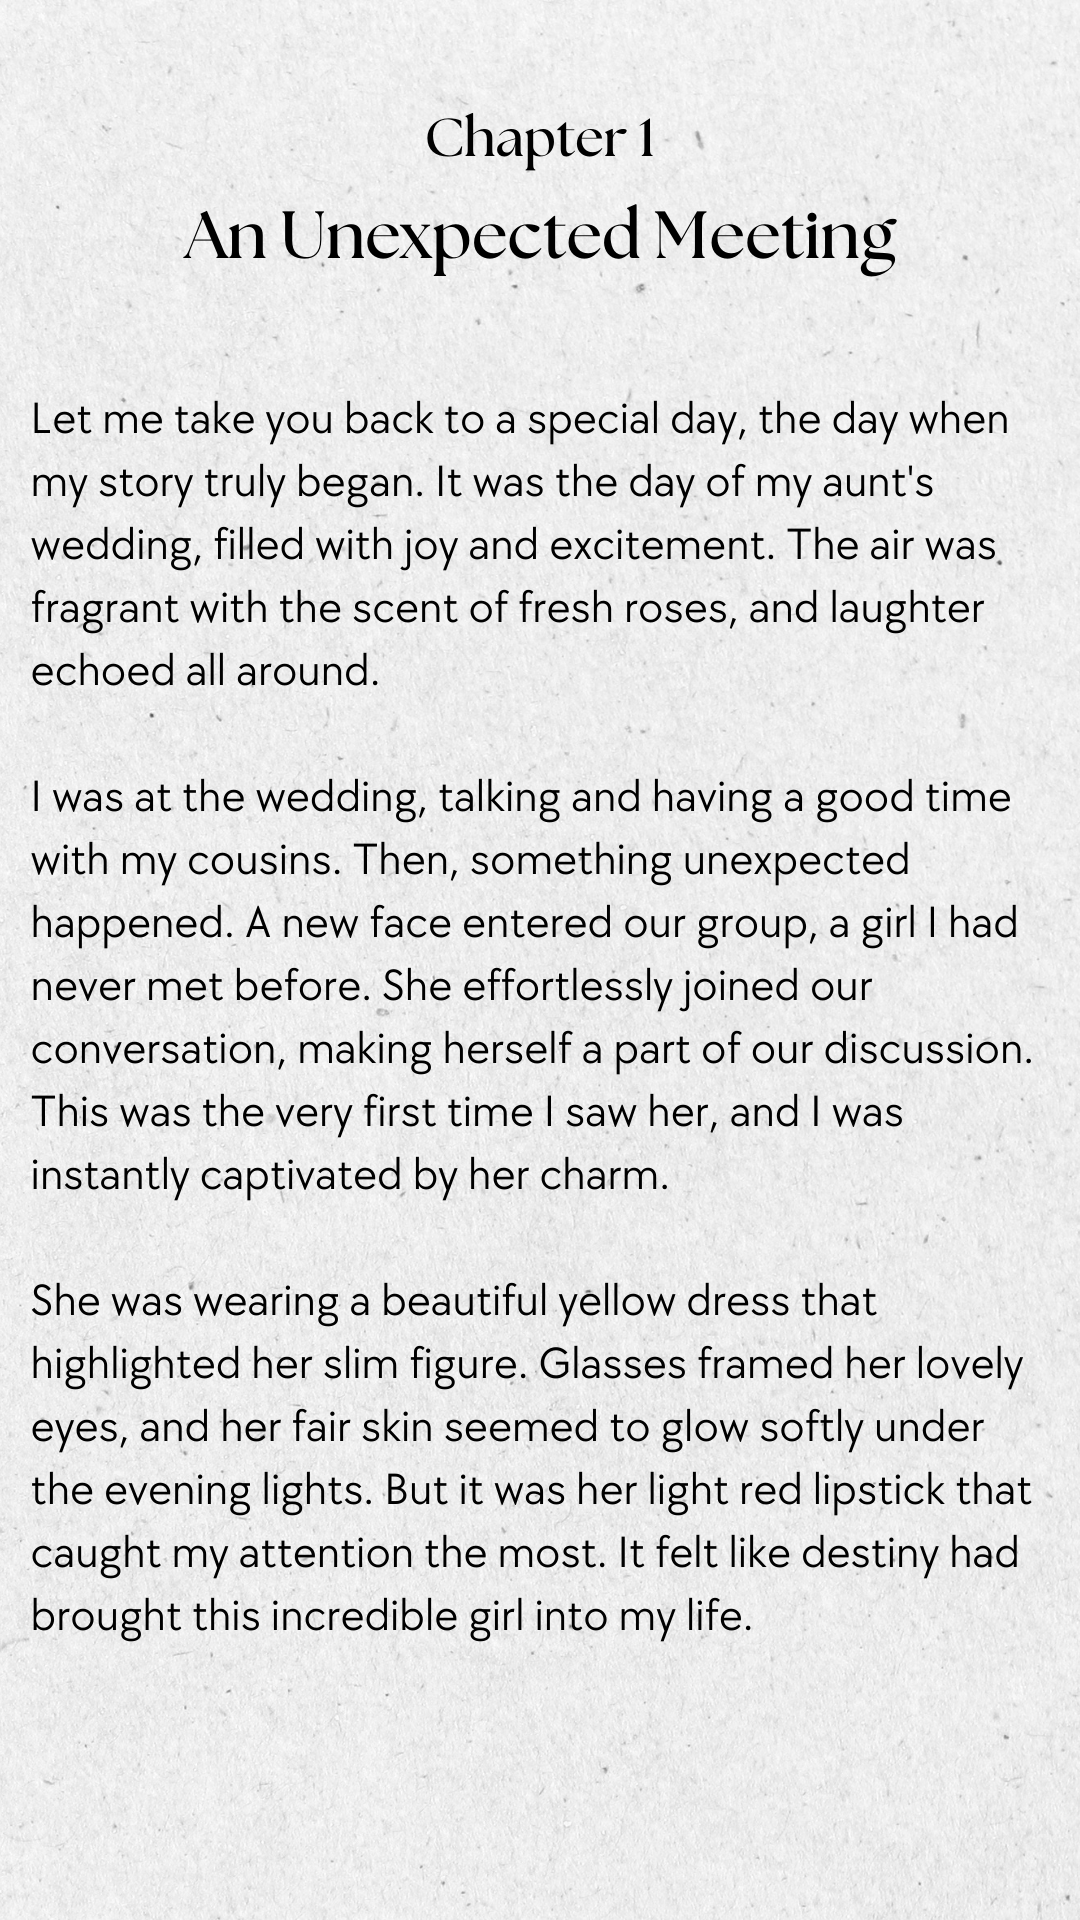 Chapter 1
An Unexpected Meeting
Let me take you back to a special day, the day when
my story truly began. It was the day of my aunt's
wedding, filled with joy and excitement. The air was
fragrant with the scent of fresh roses, and laughter
echoed all around.
I was at the wedding, talking and having a good time
with my cousins. Then, something unexpected
happened. A new face entered our group, a girl I had
never met before. She effortlessly joined our
conversation, making herself a part of our discussion.
This was the very first time I saw her, and I was
instantly captivated by her charm.
She was wearing a beautiful yellow dress that
highlighted her slim figure. Glasses framed her lovely
eyes, and her fair skin seemed to glow softly under
the evening lights. But it was her light red lipstick that
caught my attention the most. It felt like destiny had
brought this incredible girl into my life.